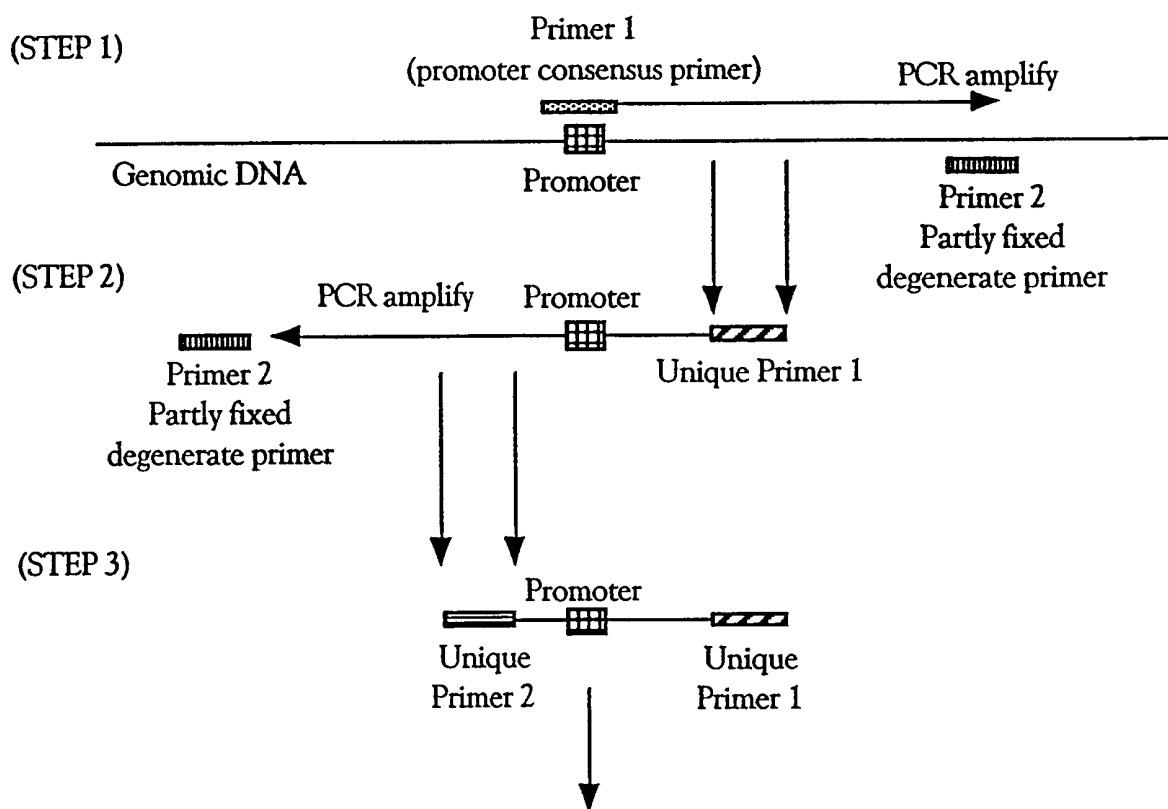 (STEP 1)
Primer 1
(promoter consensus primer)
PCR amplify
Genomic DNA
Promoter
Primer 2
Partly fixed
degenerate primer
(STEP 2)
PCR amplify
Promoter
Primer 2
Partly fixed
degenerate primer
Unique Primer 1
(STEP 3)
Promoter
Unique
Primer 2
Unique
Primer 1